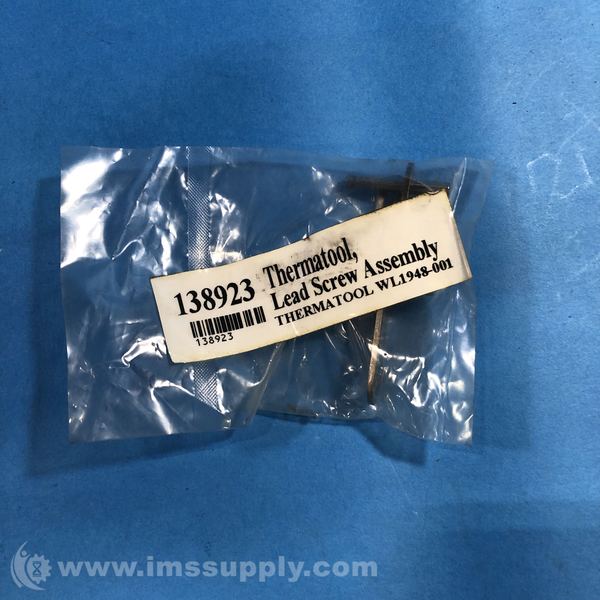 138923
Thermatool,
Lead Screw Assembly
THERMATOOL WL1948-001
138923
www.imssupply.com